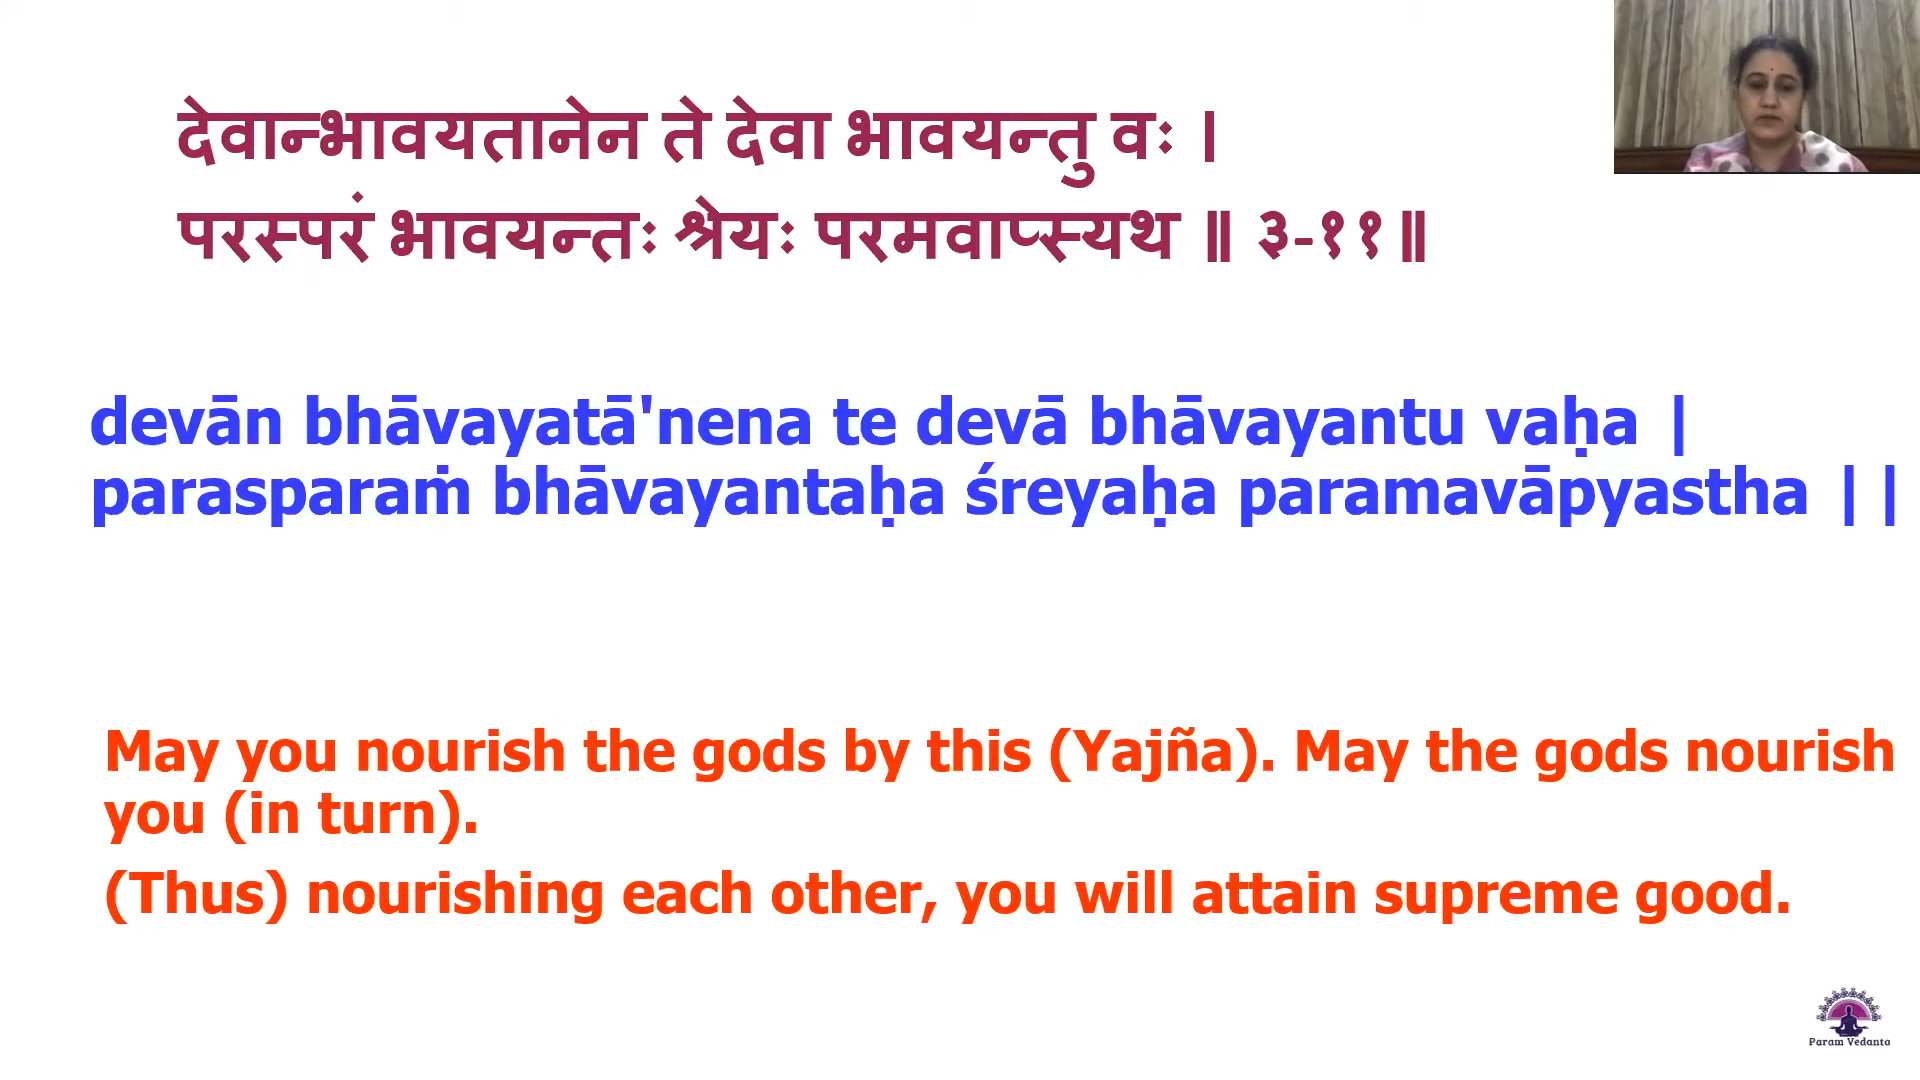 देवान्भावयतानेन ते देवा भावयन्तु वः ।
परस्परं भावयन्तः श्रेयः परमवाप्स्यथ ॥ ३-११॥
devān bhāvayatā'nena te devā bhāvayantu vaḥa |
parasparaṁ bhāvayantaḥa śreyaḥa paramavāpyastha ||
May you nourish the gods by this (Yajña). May the gods nourish
you (in turn).
(Thus) nourishing each other, you will attain supreme good.
Param Vedanta